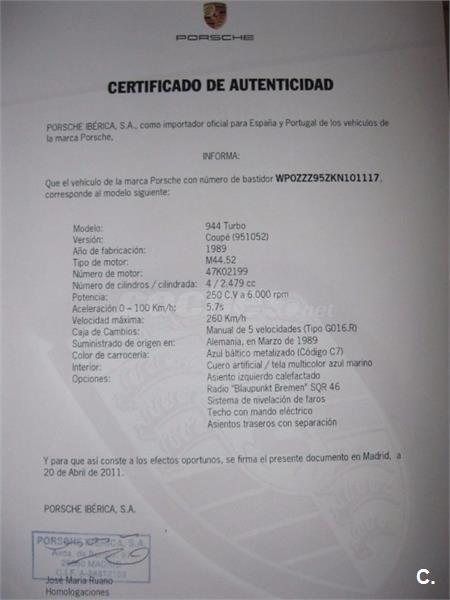 PORSCHE
CERTIFICADO DE AUTENTICIDAD
PORSCHE IBÉRICA, S.A., como importador oficial para España y Portugal de los vehículos de
la marca Porsche,
INFORMA:
Que el vehículo de la marca Porsche con número de bastidor WP0ZZZ95ZKN101117,
corresponde al modelo siguiente:
Modelo: 944 Turbo
Versión: Coupé (951052)
Año de fabricación: 1989
Tipo de motor: M44.52
Número de motor: 47K02199
Número de cilindros / cilindrada: 4 / 2.479 cc
Potencia: 250 C.V a 6.000 rpm
Aceleración 0 – 100 Km/h: 5.7s
Velocidad máxima: 260 Km/h
Caja de Cambios: Manual de 5 velocidades (Tipo G016.R)
Suministrado de origen en: Alemania, en Marzo de 1989
Color de carrocería: Azul báltico metalizado (Código C7)
Interior: Cuero artificial / tela multicolor azul marino
Opciones: Asiento izquierdo calefactado
Radio "Blaupunkt Bremen" SQR 46
Sistema de nivelación de faros
Techo con mando eléctrico
Asientos traseros con separación
Y para que así conste a los efectos oportunos, se firma el presente documento en Madrid, a
20 de Abril de 2011.
PORSCHE IBÉRICA, S.A.
PORSCHE IBÉRICA, S.A.
Avda. de
MADRID
C.I.F.
José María Ruano
Homologaciones
C.